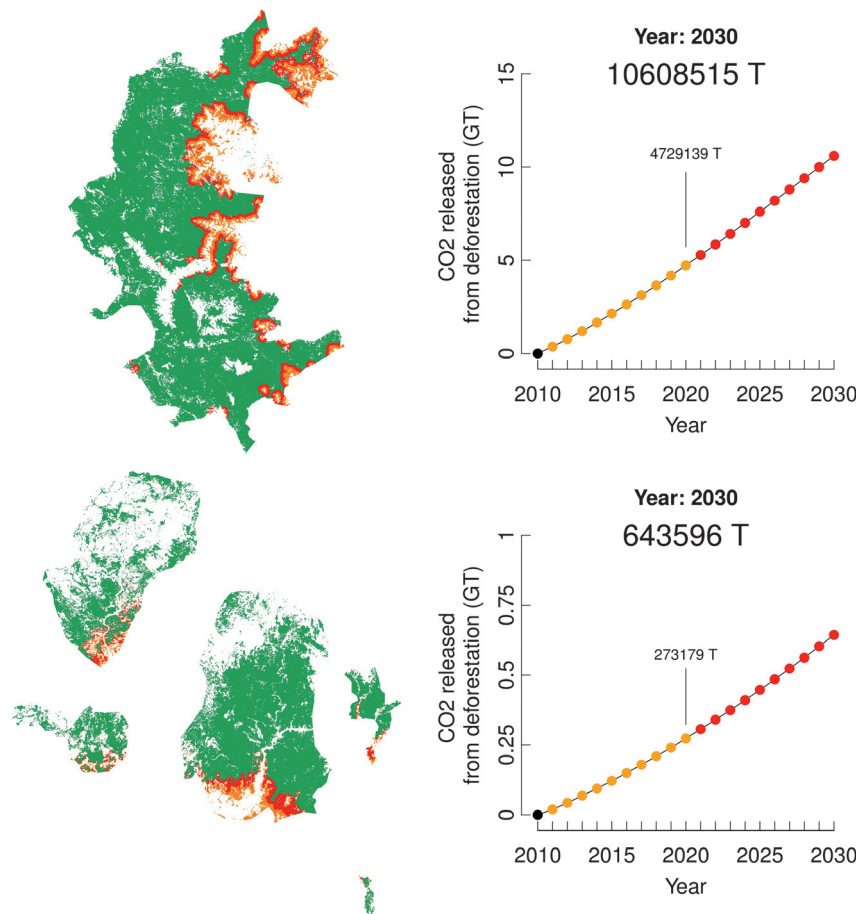 Year: 2030
10608515 T
15
10
5
0
CO2 released
from deforestation (GT)
4729139 T
2010 2015 2020 2025 2030
Year
Year: 2030
643596 T
1
0.75
0.5
0.25
0
CO2 released
from deforestation (GT)
273179 T
2010 2015 2020 2025 2030
Year